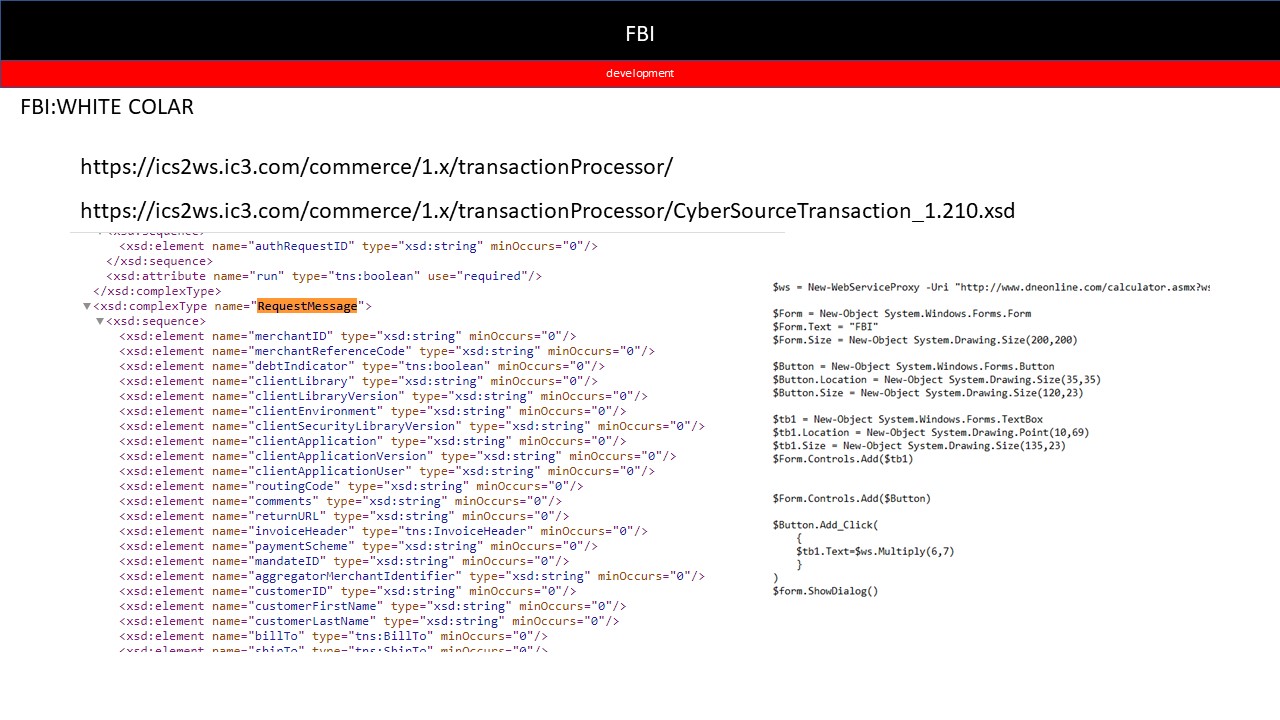 FBI
development
FBI:WHITE COLAR
https://ics2ws.ic3.com/commerce/1.x/transactionProcessor/
https://ics2ws.ic3.com/commerce/1.x/transactionProcessor/CyberSourceTransaction_1.210.xsd
<xsd:sequence>
<xsd:element name="authRequestID" type="xsd:string" minOccurs="0"/>
</xsd:sequence>
<xsd:attribute name="run" type="tns:boolean" use="required"/>
</xsd:complexType>
▼<xsd:complexType name="RequestMessage">
▼<xsd:sequence>
<xsd:element name="merchantID" type="xsd:string" minOccurs="0"/>
<xsd:element name="merchantReferenceCode" type="xsd:string" minOccurs="0"/>
<xsd:element name="debtIndicator" type="tns:boolean" minOccurs="0"/>
<xsd:element name="clientLibrary" type="xsd:string" minOccurs="0"/>
<xsd:element name="clientLibraryVersion" type="xsd:string" minOccurs="0"/>
<xsd:element name="clientEnvironment" type="xsd:string" minOccurs="0"/>
<xsd:element name="clientSecurityLibraryVersion" type="xsd:string" minOccurs="0"/>
<xsd:element name="clientApplication" type="xsd:string" minOccurs="0"/>
<xsd:element name="clientApplicationVersion" type="xsd:string" minOccurs="0"/>
<xsd:element name="clientApplicationUser" type="xsd:string" minOccurs="0"/>
<xsd:element name="routingCode" type="xsd:string" minOccurs="0"/>
<xsd:element name="comments" type="xsd:string" minOccurs="0"/>
<xsd:element name="returnURL" type="xsd:string" minOccurs="0"/>
<xsd:element name="invoiceHeader" type="tns:InvoiceHeader" minOccurs="0"/>
<xsd:element name="paymentScheme" type="xsd:string" minOccurs="0"/>
<xsd:element name="mandateID" type="xsd:string" minOccurs="0"/>
<xsd:element name="aggregatorMerchantIdentifier" type="xsd:string" minOccurs="0"/>
<xsd:element name="customerID" type="xsd:string" minOccurs="0"/>
<xsd:element name="customerFirstName" type="xsd:string" minOccurs="0"/>
<xsd:element name="customerLastName" type="xsd:string" minOccurs="0"/>
<xsd:element name="billTo" type="tns:BillTo" minOccurs="0"/>
<xsd:element name="shipTo" type="tns:ShipTo" minOccurs="0"/>
$ws = New-WebServiceProxy -Uri "http://www.dneonline.com/calculator.asmx?ws
$Form = New-Object System.Windows.Forms.Form
$Form.Text = "FBI"
$Form.Size = New-Object System.Drawing.Size(200,200)
$Button = New-Object System.Windows.Forms.Button
$Button.Location = New-Object System.Drawing.Size(35,35)
$Button.Size = New-Object System.Drawing.Size(120,23)
$tb1 = New-Object System.Windows.Forms.TextBox
$tb1.Location = New-Object System.Drawing.Point(10,69)
$tb1.Size = New-Object System.Drawing.Size(135,23)
$Form.Controls.Add($tb1)
$Form.Controls.Add($Button)
$Button.Add_Click(
{
$tb1.Text=$ws.Multiply(6,7)
}
)
$form.ShowDialog()